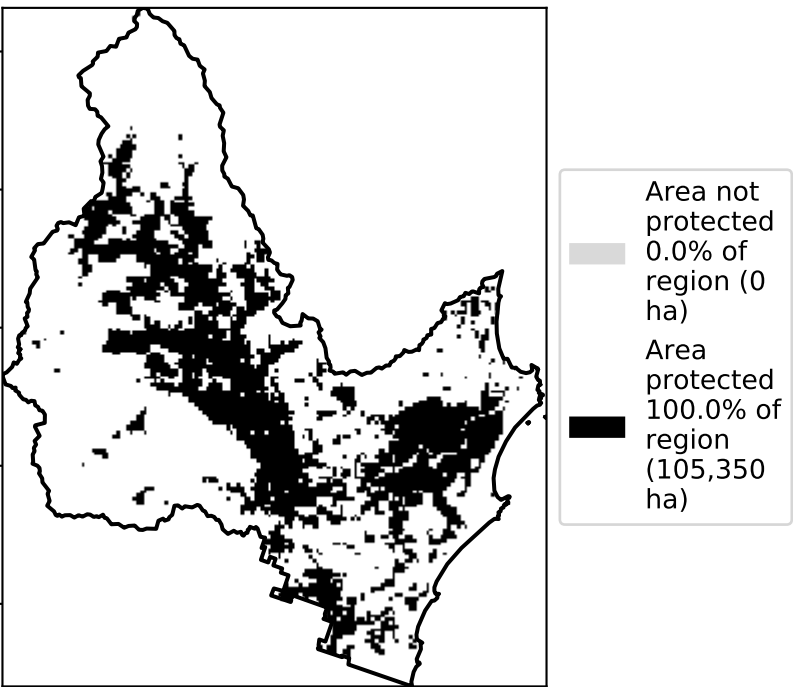 Area not
protected
0.0% of
region (0
ha)
Area
protected
100.0% of
region
(105,350
ha)